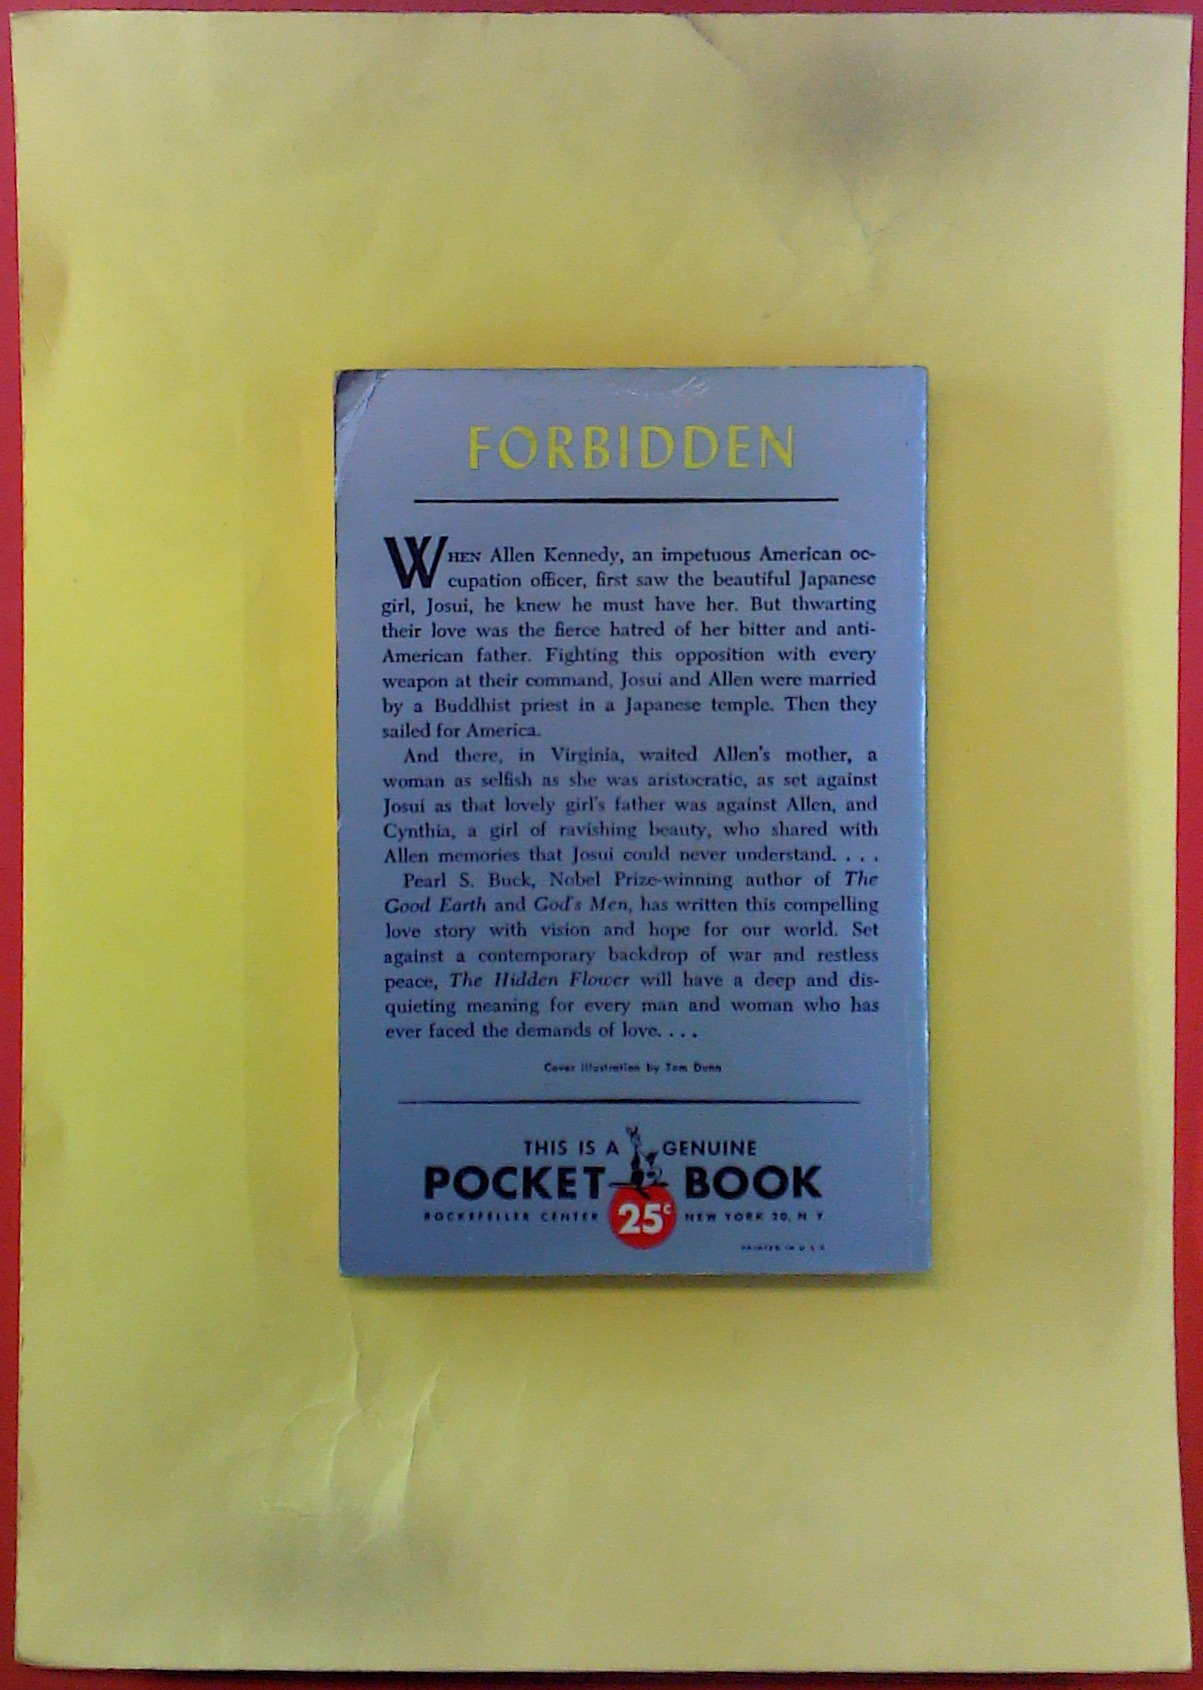 FORBIDDEN
WHEN Allen Kennedy, an impetuous American oc-
cupation officer, first saw the beautiful Japanese
girl, Josui, he knew he must have her. But thwarting
their love was the fierce hatred of her bitter and anti-
American father. Fighting this opposition with every
weapon at their command, Josui and Allen were married
by a Buddhist priest in a Japanese temple. Then they
sailed for America.
And there, in Virginia, waited Allen's mother, a
woman as selfish as she was aristocratic, as set against
Josui as that lovely girl's father was against Allen, and
Cynthia, a girl of ravishing beauty, who shared with
Allen memories that Josui could never understand. . . .
Pearl S. Buck, Nobel Prize-winning author of The
Good Earth and God's Men, has written this compelling
love story with vision and hope for our world. Set
against a contemporary backdrop of war and restless
peace, The Hidden Flower will have a deep and dis-
quieting meaning for every man and woman who has
ever faced the demands of love. . . .
Cover illustration by Tom Dunn
THIS IS A GENUINE
POCKET BOOK
ROCKEFELLER CENTER 25c NEW YORK 20, N Y
PRINTED IN U S A